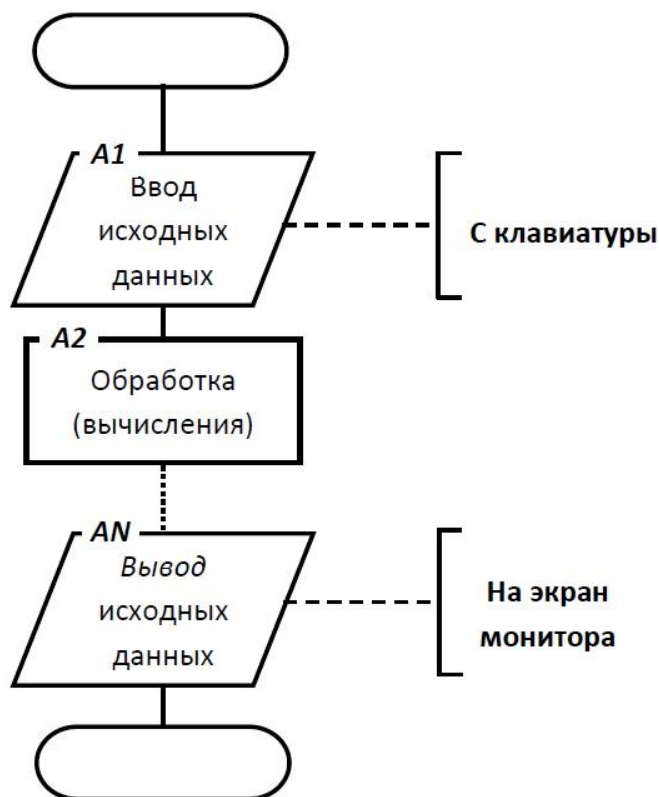 A1
Ввод
исходных
данных
С клавиатуры
A2
Обработка
(вычисления)
AN
Вывод
исходных
данных
На экран
монитора